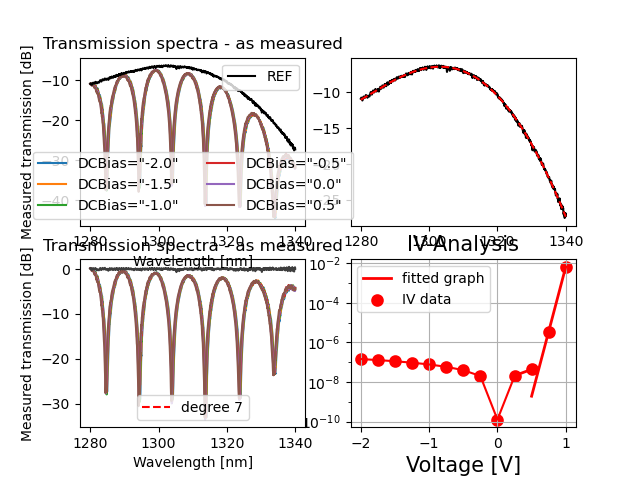 Transmission spectra - as measured
Measured transmission [dB]
−10
−20
−30
−40
REF
DCBias="-2.0"
DCBias="-1.5"
DCBias="-1.0"
DCBias="-0.5"
DCBias="0.0"
DCBias="0.5"
1280 1300 1320 1340
Wavelength [nm]
−10
−15
−25
1280 1300 1320 1340
Transmission spectra - as measured
Measured transmission [dB]
0
−10
−20
−30
degree 7
1280 1300 1320 1340
Wavelength [nm]
IV Analysis
10⁻²
10⁻⁴
10⁻⁶
10⁻⁸
10⁻¹⁰
fitted graph
IV data
−2 −1 0 1
Voltage [V]